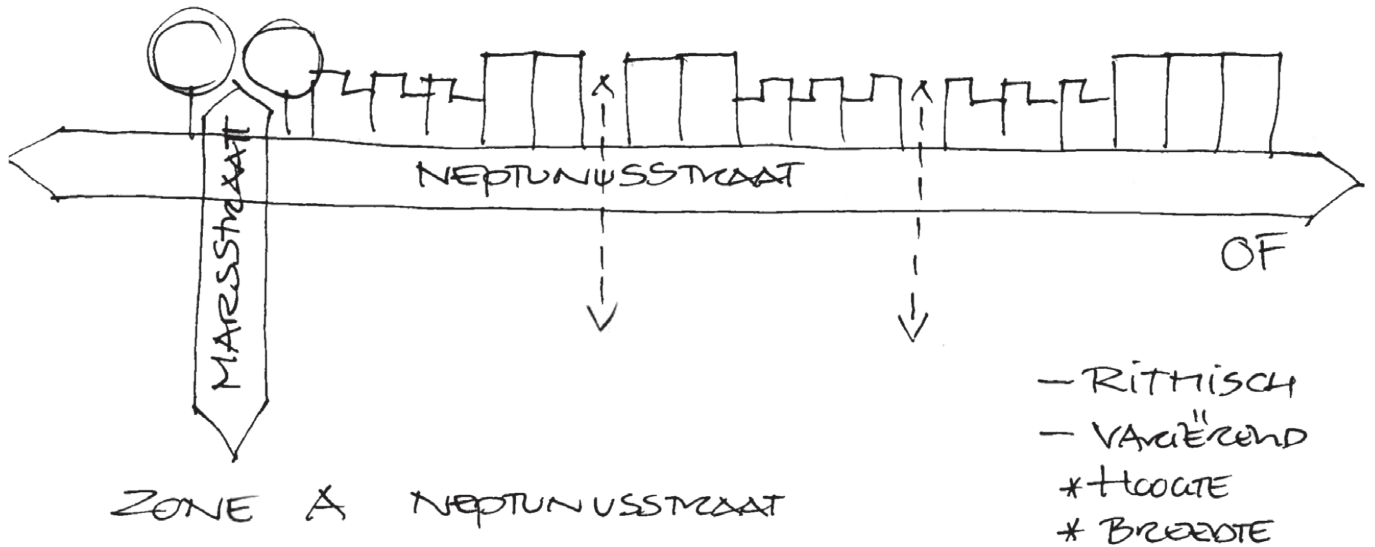 NEPTUNUSSTRAAT
MARSSTRAAT
OF
- RITMISCH
- VARIËREND
* HOOGTE
* BREEDTE
ZONE A NEPTUNUSSTRAAT